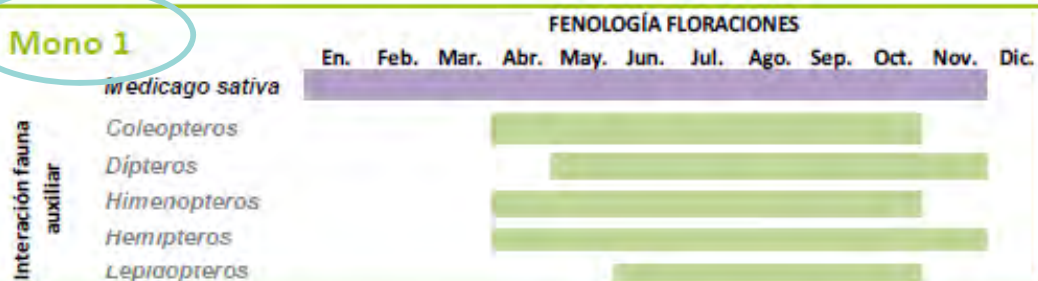 FENOLOGÍA FLORACIONES
Mono 1
En. Feb. Mar. Abr. May. Jun. Jul. Ago. Sep. Oct. Nov. Dic.
Medicago sativa
Interación fauna
auxiliar
Coleopteros
Dípteros
Himenopteros
Hemipteros
Lepidopteros